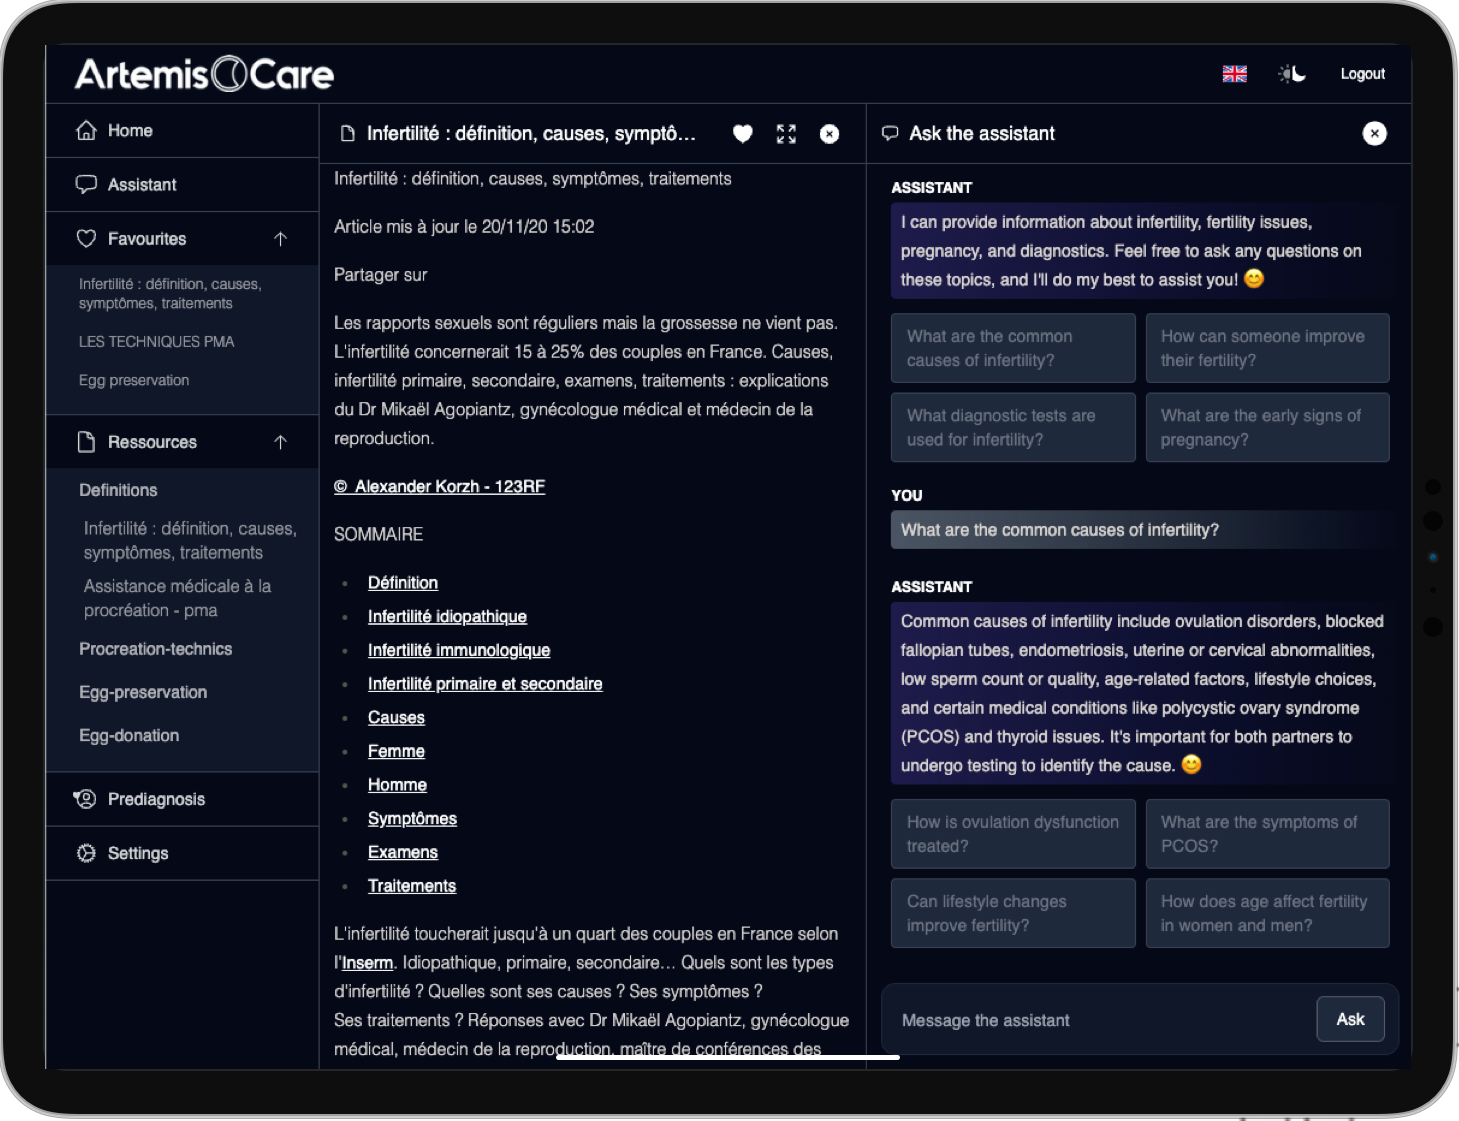 Artemis Care
Logout
Home
Assistant
Favourites
Infertilité : définition, causes,
symptômes, traitements
LES TECHNIQUES PMA
Egg preservation
Ressources
Definitions
Infertilité : définition, causes,
symptômes, traitements
Assistance médicale à la
procréation - pma
Procreation-technics
Egg-preservation
Egg-donation
Prediagnosis
Settings
Infertilité : définition, causes, symptô...
Infertilité : définition, causes, symptômes, traitements
Article mis à jour le 20/11/20 15:02
Partager sur
Les rapports sexuels sont réguliers mais la grossesse ne vient pas.
L'infertilité concernerait 15 à 25% des couples en France. Causes,
infertilité primaire, secondaire, examens, traitements : explications
du Dr Mikaël Agopiantz, gynécologue médical et médecin de la
reproduction.
© Alexander Korzh - 123RF
SOMMAIRE
Définition
Infertilité idiopathique
Infertilité immunologique
Infertilité primaire et secondaire
Causes
Femme
Homme
Symptômes
Examens
Traitements
L'infertilité toucherait jusqu'à un quart des couples en France selon
l'Inserm. Idiopathique, primaire, secondaire... Quels sont les types
d'infertilité ? Quelles sont ses causes ? Ses symptômes ?
Ses traitements ? Réponses avec Dr Mikaël Agopiantz, gynécologue
médical, médecin de la reproduction, maître de conférences des
Ask the assistant
ASSISTANT
I can provide information about infertility, fertility issues,
pregnancy, and diagnostics. Feel free to ask any questions on
these topics, and I'll do my best to assist you! 😊
What are the common
causes of infertility?
How can someone improve
their fertility?
What diagnostic tests are
used for infertility?
What are the early signs of
pregnancy?
YOU
What are the common causes of infertility?
ASSISTANT
Common causes of infertility include ovulation disorders, blocked
fallopian tubes, endometriosis, uterine or cervical abnormalities,
low sperm count or quality, age-related factors, lifestyle choices,
and certain medical conditions like polycystic ovary syndrome
(PCOS) and thyroid issues. It's important for both partners to
undergo testing to identify the cause. 😊
How is ovulation dysfunction
treated?
What are the symptoms of
PCOS?
Can lifestyle changes
improve fertility?
How does age affect fertility
in women and men?
Message the assistant
Ask